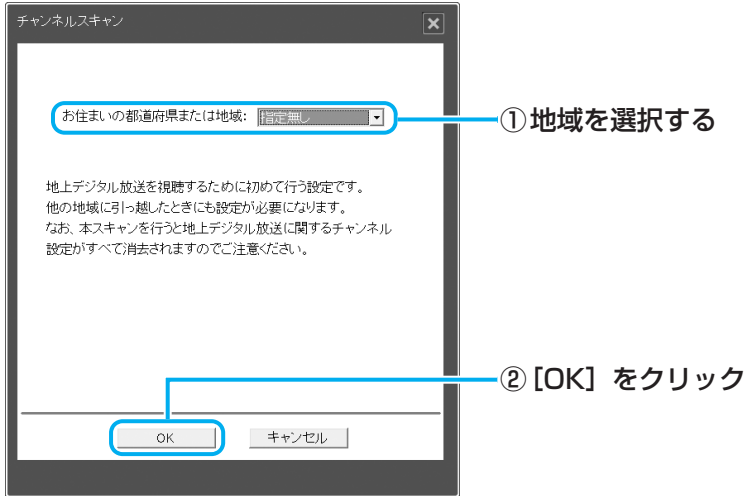 チャンネルスキャン
お住まいの都道府県または地域: 指定無し
①地域を選択する
地上デジタル放送を視聴するために初めて行う設定です。
他の地域に引っ越したときにも設定が必要になります。
なお、本スキャンを行うと地上デジタル放送に関するチャンネル
設定がすべて消去されますのでご注意ください。
②[OK] をクリック
OK キャンセル